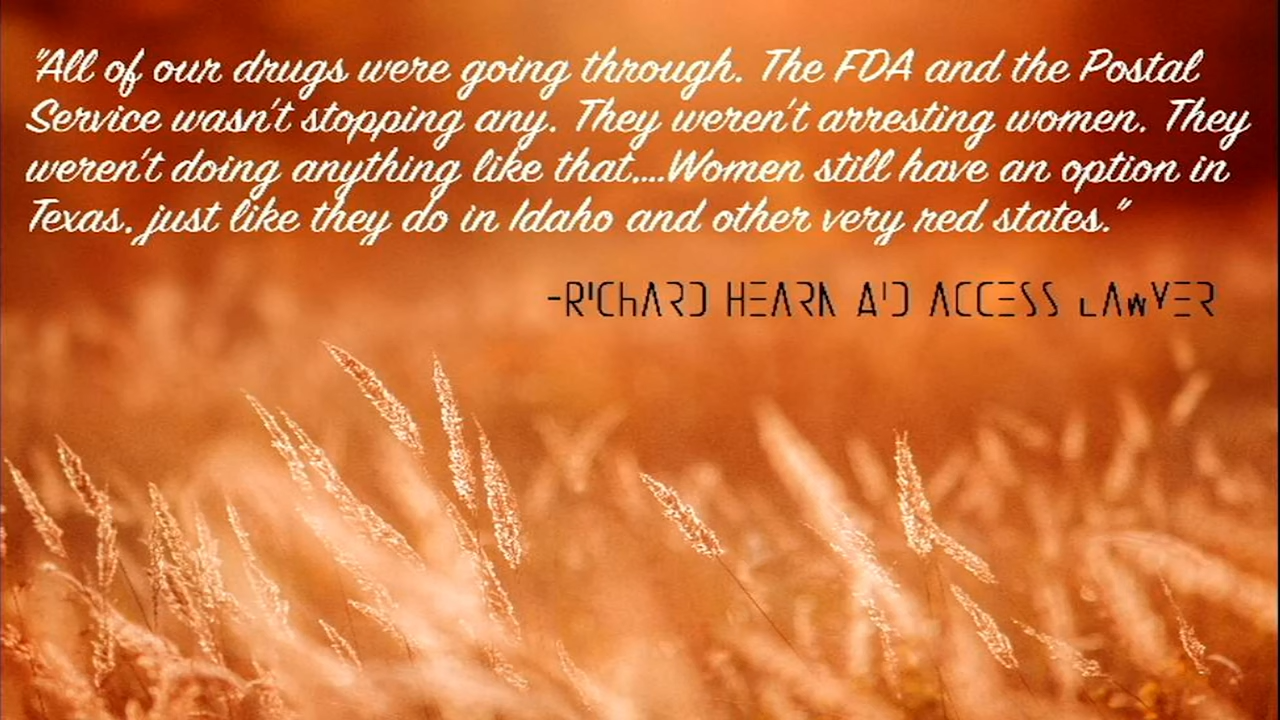 "All of our drugs were going through. The FDA and the Postal
Service wasn't stopping any. They weren't arresting women. They
weren't doing anything like that....Women still have an option in
Texas, just like they do in Idaho and other very red states."
-RICHARD HEARN AID ACCESS LAWYER